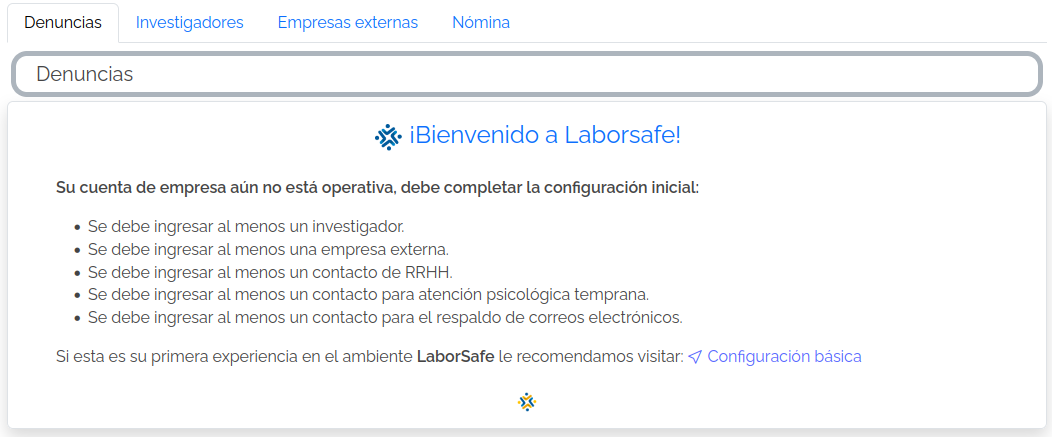 Denuncias Investigadores Empresas externas Nómina
Denuncias
¡Bienvenido a Laborsafe!
Su cuenta de empresa aún no está operativa, debe completar la configuración inicial:
• Se debe ingresar al menos un investigador.
• Se debe ingresar al menos una empresa externa.
• Se debe ingresar al menos un contacto de RRHH.
• Se debe ingresar al menos un contacto para atención psicológica temprana.
• Se debe ingresar al menos un contacto para el respaldo de correos electrónicos.
Si esta es su primera experiencia en el ambiente LaborSafe le recomendamos visitar: Configuración básica